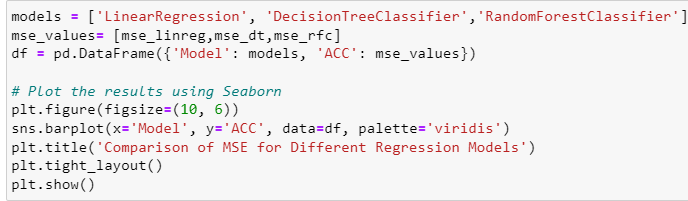 models = ['LinearRegression', 'DecisionTreeClassifier','RandomForestClassifier']
mse_values= [mse_linreg,mse_dt,mse_rfc]
df = pd.DataFrame({'Model': models, 'ACC': mse_values})
# Plot the results using Seaborn
plt.figure(figsize=(10, 6))
sns.barplot(x='Model', y='ACC', data=df, palette='viridis')
plt.title('Comparison of MSE for Different Regression Models')
plt.tight_layout()
plt.show()